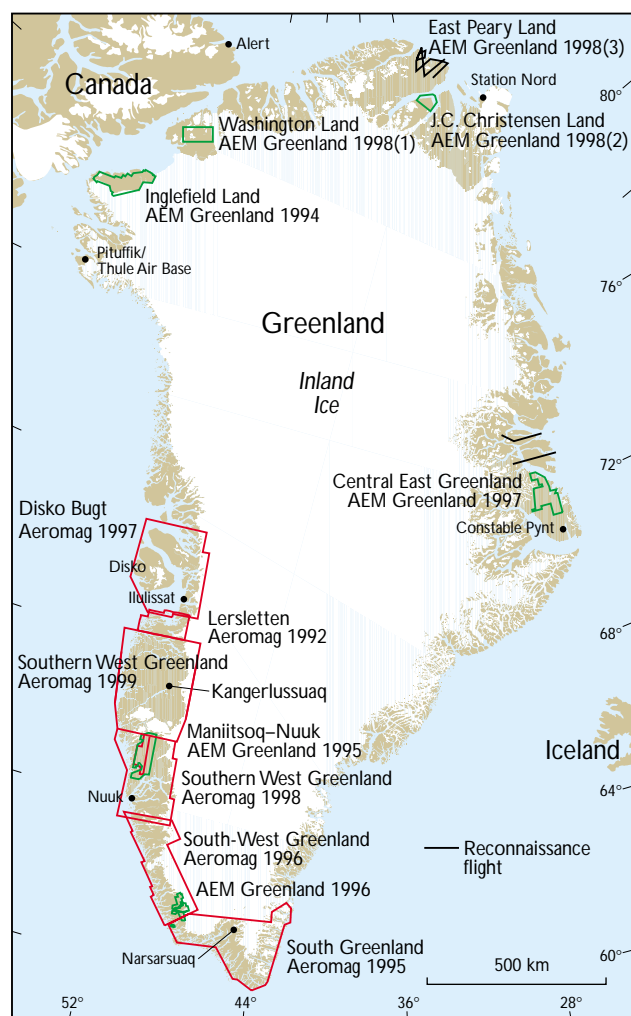 East Peary Land
AEM Greenland 1998(3)
Alert
Canada
Station Nord
80°
Washington Land
AEM Greenland 1998(1)
J.C. Christensen Land
AEM Greenland 1998(2)
Inglefield Land
AEM Greenland 1994
Pituffik/
Thule Air Base
76°
Greenland
Inland
Ice
72°
Central East Greenland
AEM Greenland 1997
Constable Pynt
Disko Bugt
Aeromag 1997
Disko
Ilulissat
Lersletten
Aeromag 1992
68°
Southern West Greenland
Aeromag 1999
Kangerlussuaq
Maniitsoq–Nuuk
AEM Greenland 1995
Iceland
Southern West Greenland
Aeromag 1998
64°
Nuuk
South-West Greenland
Aeromag 1996
Reconnaissance
flight
AEM Greenland 1996
Narsarsuaq
South Greenland
Aeromag 1995
60°
500 km
52°
44°
36°
28°